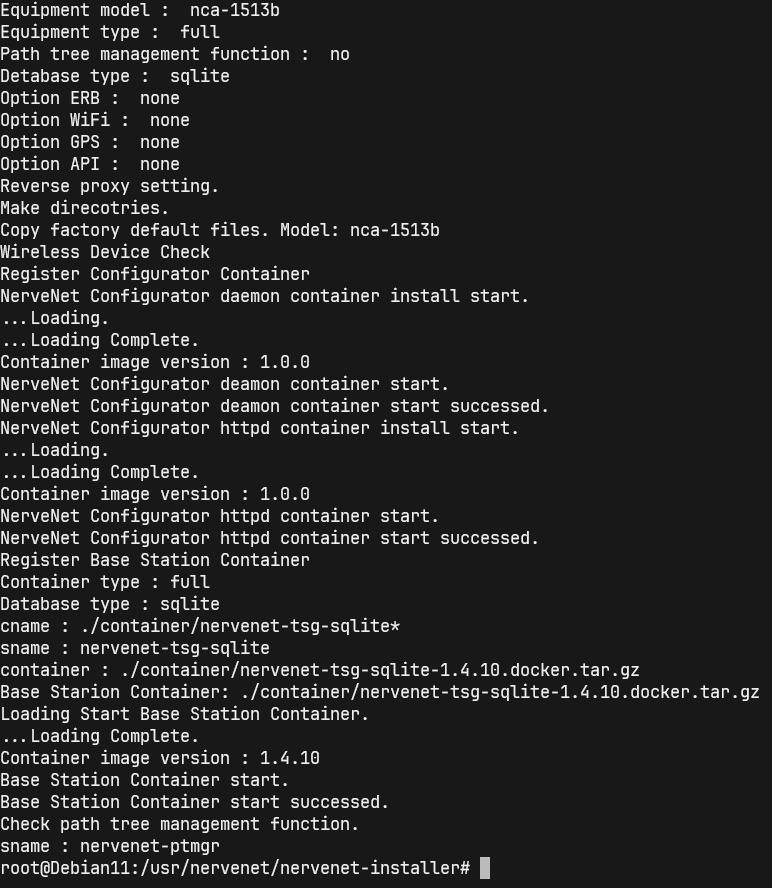 Equipment model :  nca-1513b
Equipment type :  full
Path tree management function :  no
Detabase type :  sqlite
Option ERB :  none
Option WiFi :  none
Option GPS :  none
Option API :  none
Reverse proxy setting.
Make direcotries.
Copy factory default files. Model: nca-1513b
Wireless Device Check
Register Configurator Container
NerveNet Configurator daemon container install start.
...Loading.
...Loading Complete.
Container image version : 1.0.0
NerveNet Configurator deamon container start.
NerveNet Configurator deamon container start successed.
NerveNet Configurator httpd container install start.
...Loading.
...Loading Complete.
Container image version : 1.0.0
NerveNet Configurator httpd container start.
NerveNet Configurator httpd container start successed.
Register Base Station Container
Container type : full
Database type : sqlite
cname : ./container/nervenet-tsg-sqlite*
sname : nervenet-tsg-sqlite
container : ./container/nervenet-tsg-sqlite-1.4.10.docker.tar.gz
Base Starion Container: ./container/nervenet-tsg-sqlite-1.4.10.docker.tar.gz
Loading Start Base Station Container.
...Loading Complete.
Container image version : 1.4.10
Base Station Container start.
Base Station Container start successed.
Check path tree management function.
sname : nervenet-ptmgr
root@Debian11:/usr/nervenet/nervenet-installer#